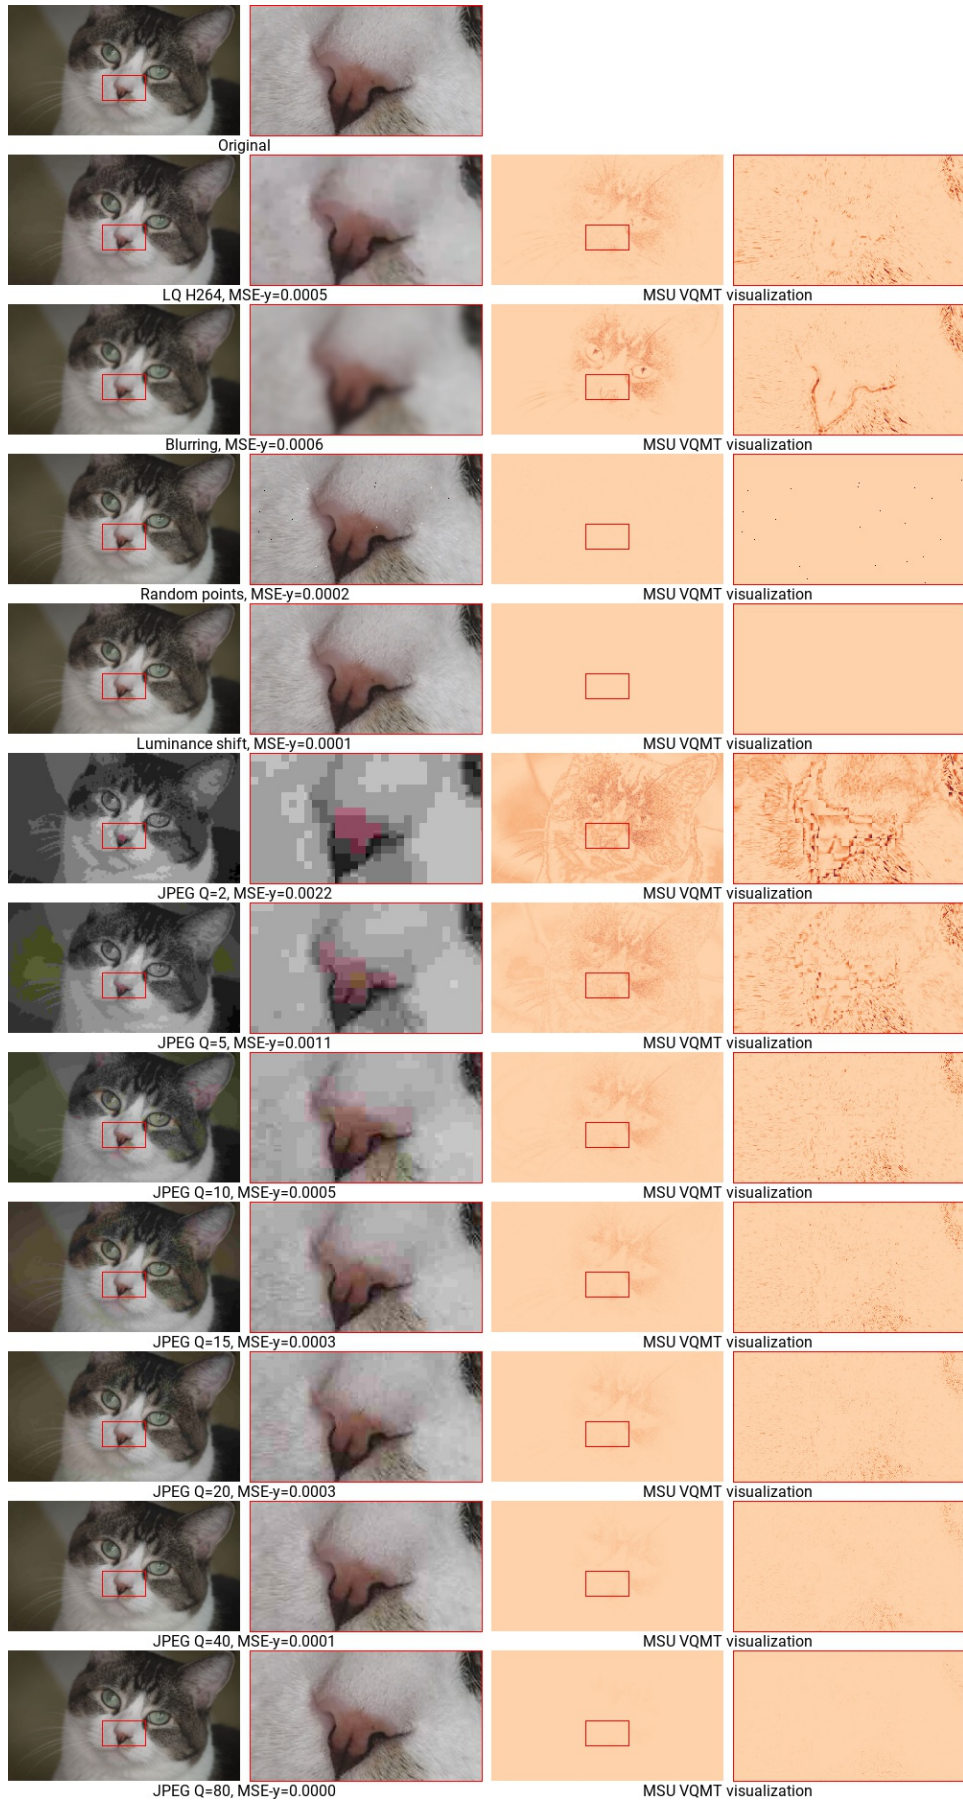 Original
LQ H264, MSE-y=0.0005 MSU VQMT visualization
Blurring, MSE-y=0.0006 MSU VQMT visualization
Random points, MSE-y=0.0002 MSU VQMT visualization
Luminance shift, MSE-y=0.0001 MSU VQMT visualization
JPEG Q=2, MSE-y=0.0022 MSU VQMT visualization
JPEG Q=5, MSE-y=0.0011 MSU VQMT visualization
JPEG Q=10, MSE-y=0.0005 MSU VQMT visualization
JPEG Q=15, MSE-y=0.0003 MSU VQMT visualization
JPEG Q=20, MSE-y=0.0003 MSU VQMT visualization
JPEG Q=40, MSE-y=0.0001 MSU VQMT visualization
JPEG Q=80, MSE-y=0.0000 MSU VQMT visualization